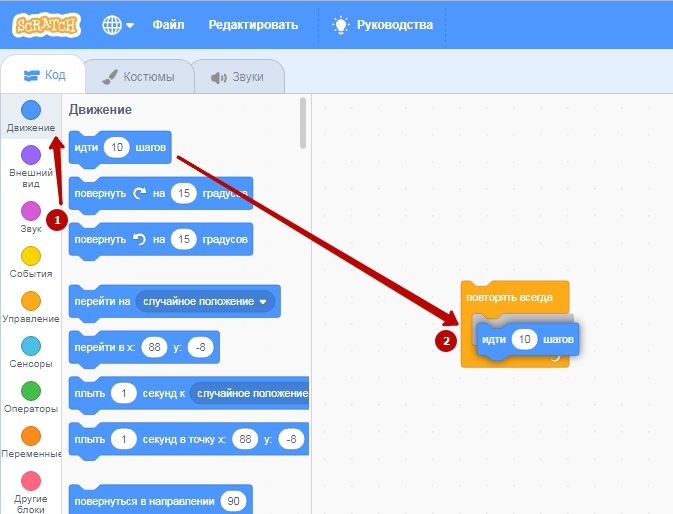 SCRATCH Файл Редактировать Руководства
Код Костюмы Звуки
Движение
Внешний
вид
Звук
События
Управление
Сенсоры
Операторы
Переменные
Другие
блоки
Движение
идти 10 шагов
повернуть на 15 градусов
повернуть на 15 градусов
перейти на случайное положение
перейти в x: 88 y: -8
плыть 1 секунд к случайное положение
плыть 1 секунд в точку x: 88 y: -8
повернуться в направлении 90
1
2
повторять всегда
идти 10 шагов